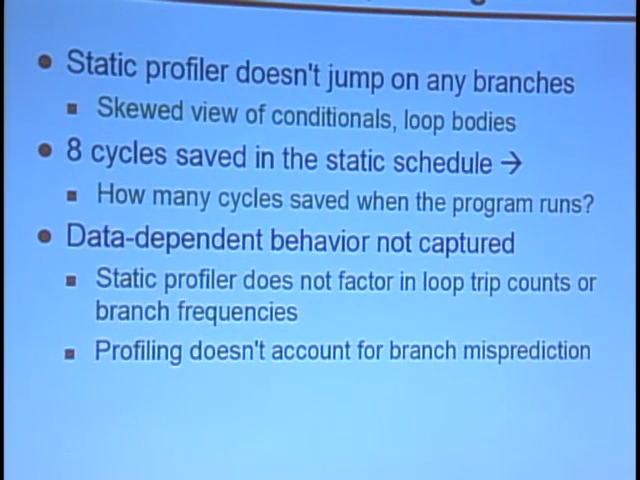 Static profiler doesn't jump on any branches
Skewed view of conditionals, loop bodies
8 cycles saved in the static schedule →
How many cycles saved when the program runs?
Data-dependent behavior not captured
Static profiler does not factor in loop trip counts or
branch frequencies
Profiling doesn't account for branch misprediction